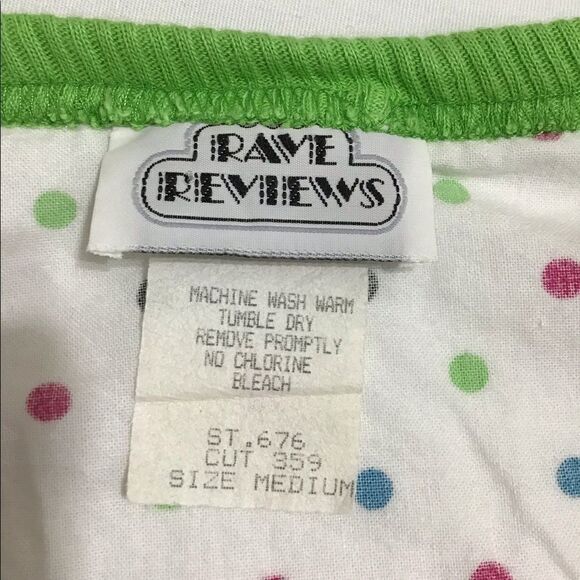 RAVE
REVIEWS
MACHINE WASH WARM
TUMBLE DRY
REMOVE PROMPTLY
NO CHLORINE
BLEACH
ST.676
CUT 359
SIZE MEDIUM